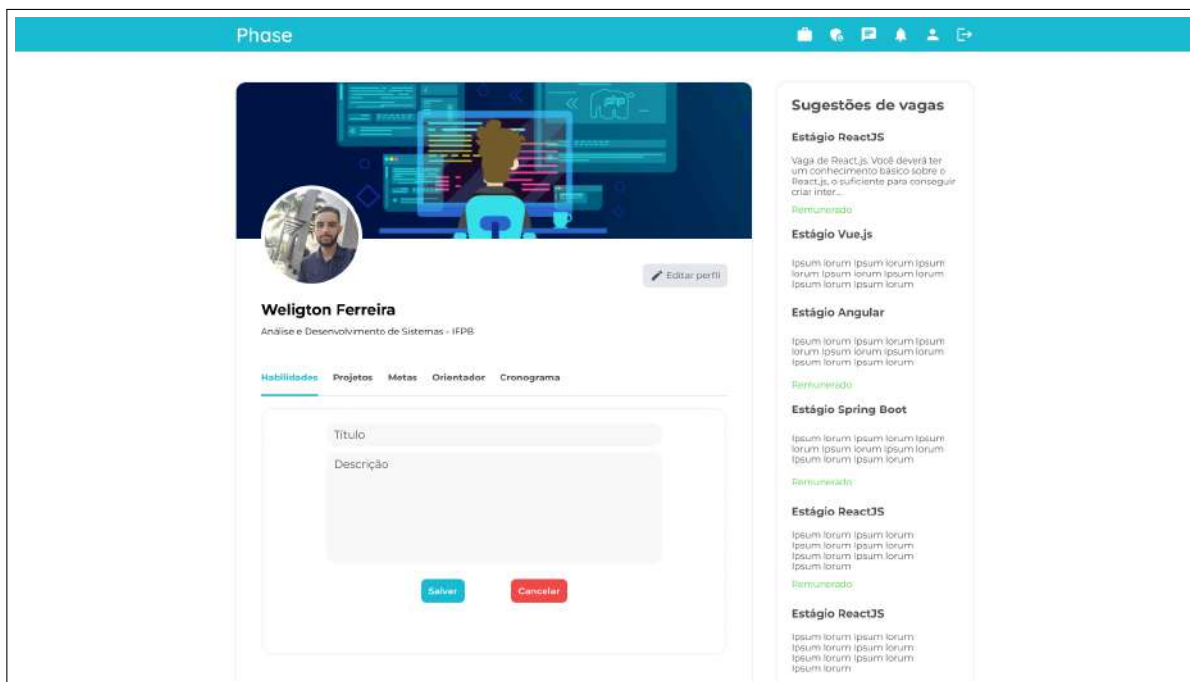 Phase
Editar perfil
Weligton Ferreira
Análise e Desenvolvimento de Sistemas - IFPB
Habilidades Projetos Metas Orientador Cronograma
Título
Descrição
Salvar Cancelar
Sugestões de vagas
Estágio ReactJS
Vaga de React.js. Você deverá ter
um conhecimento básico sobre o
React.js, o suficiente para conseguir
criar inter...
Remunerado
Estágio Vue.js
Ipsum lorum Ipsum lorum Ipsum
lorum Ipsum lorum Ipsum lorum
Ipsum lorum Ipsum lorum
Estágio Angular
Ipsum lorum Ipsum lorum Ipsum
lorum Ipsum lorum Ipsum lorum
Ipsum lorum Ipsum lorum
Remunerado
Estágio Spring Boot
Ipsum lorum Ipsum lorum Ipsum
lorum Ipsum lorum Ipsum lorum
Ipsum lorum Ipsum lorum
Remunerado
Estágio ReactJS
Ipsum lorum Ipsum lorum
Ipsum lorum Ipsum lorum
Ipsum lorum Ipsum lorum
Ipsum lorum
Remunerado
Estágio ReactJS
Ipsum lorum Ipsum lorum
Ipsum lorum Ipsum lorum
Ipsum lorum Ipsum lorum
Ipsum lorum